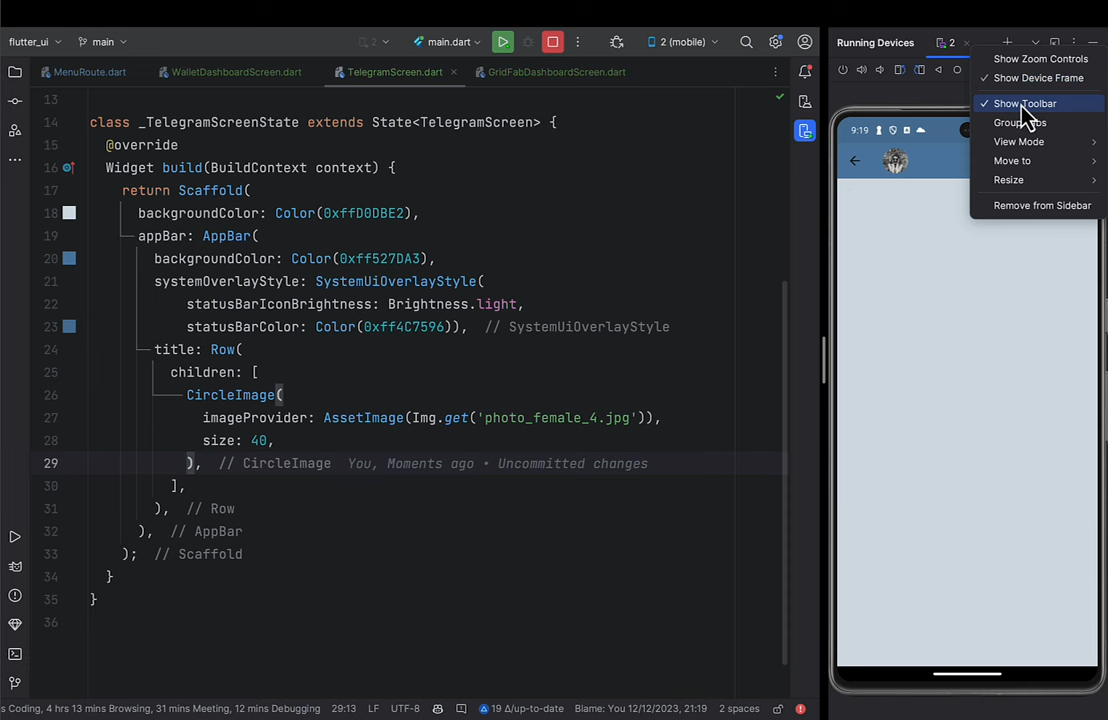 flutter_ui
main
2
main.dart
2 (mobile)
Running Devices
2
MenuRoute.dart
WalletDashboardScreen.dart
TelegramScreen.dart
GridFabDashboardScreen.dart
13
14 class _TelegramScreenState extends State<TelegramScreen> {
15 @override
16 Widget build(BuildContext context) {
17 return Scaffold(
18 backgroundColor: Color(0xffD0DBE2),
19 appBar: AppBar(
20 backgroundColor: Color(0xff527DA3),
21 systemOverlayStyle: SystemUiOverlayStyle(
22 statusBarIconBrightness: Brightness.light,
23 statusBarColor: Color(0xff4C7596)), // SystemUiOverlayStyle
24 title: Row(
25 children: [
26 CircleImage(
27 imageProvider: AssetImage(Img.get('photo_female_4.jpg')),
28 size: 40,
29 ), // CircleImage You, Moments ago • Uncommitted changes
30 ],
31 ), // Row
32 ), // AppBar
33 ); // Scaffold
34 }
35 }
36
Show Zoom Controls
Show Device Frame
Show Toolbar
View Mode
Move to
Resize
Remove from Sidebar
9:19
s Coding, 4 hrs 13 mins Browsing, 31 mins Meeting, 12 mins Debugging
29:13
LF
UTF-8
19 Δ/up-to-date
Blame: You 12/12/2023, 21:19
2 spaces